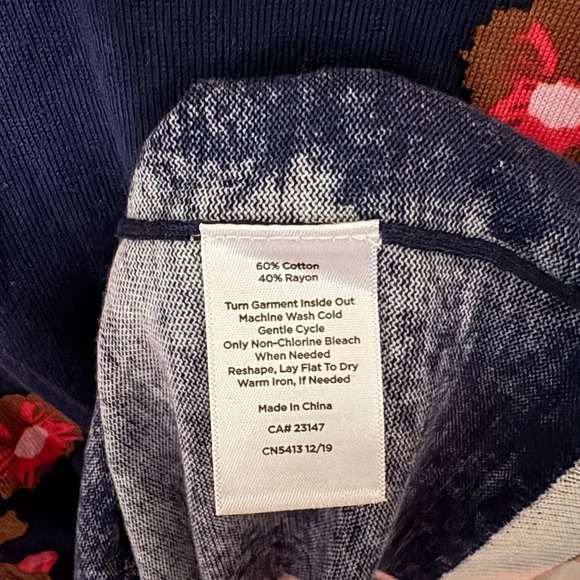 60% Cotton
40% Rayon
Turn Garment Inside Out
Machine Wash Cold
Gentle Cycle
Only Non-Chlorine Bleach
When Needed
Reshape, Lay Flat To Dry
Warm Iron, If Needed
Made In China
CA# 23147
CN5413 12/19